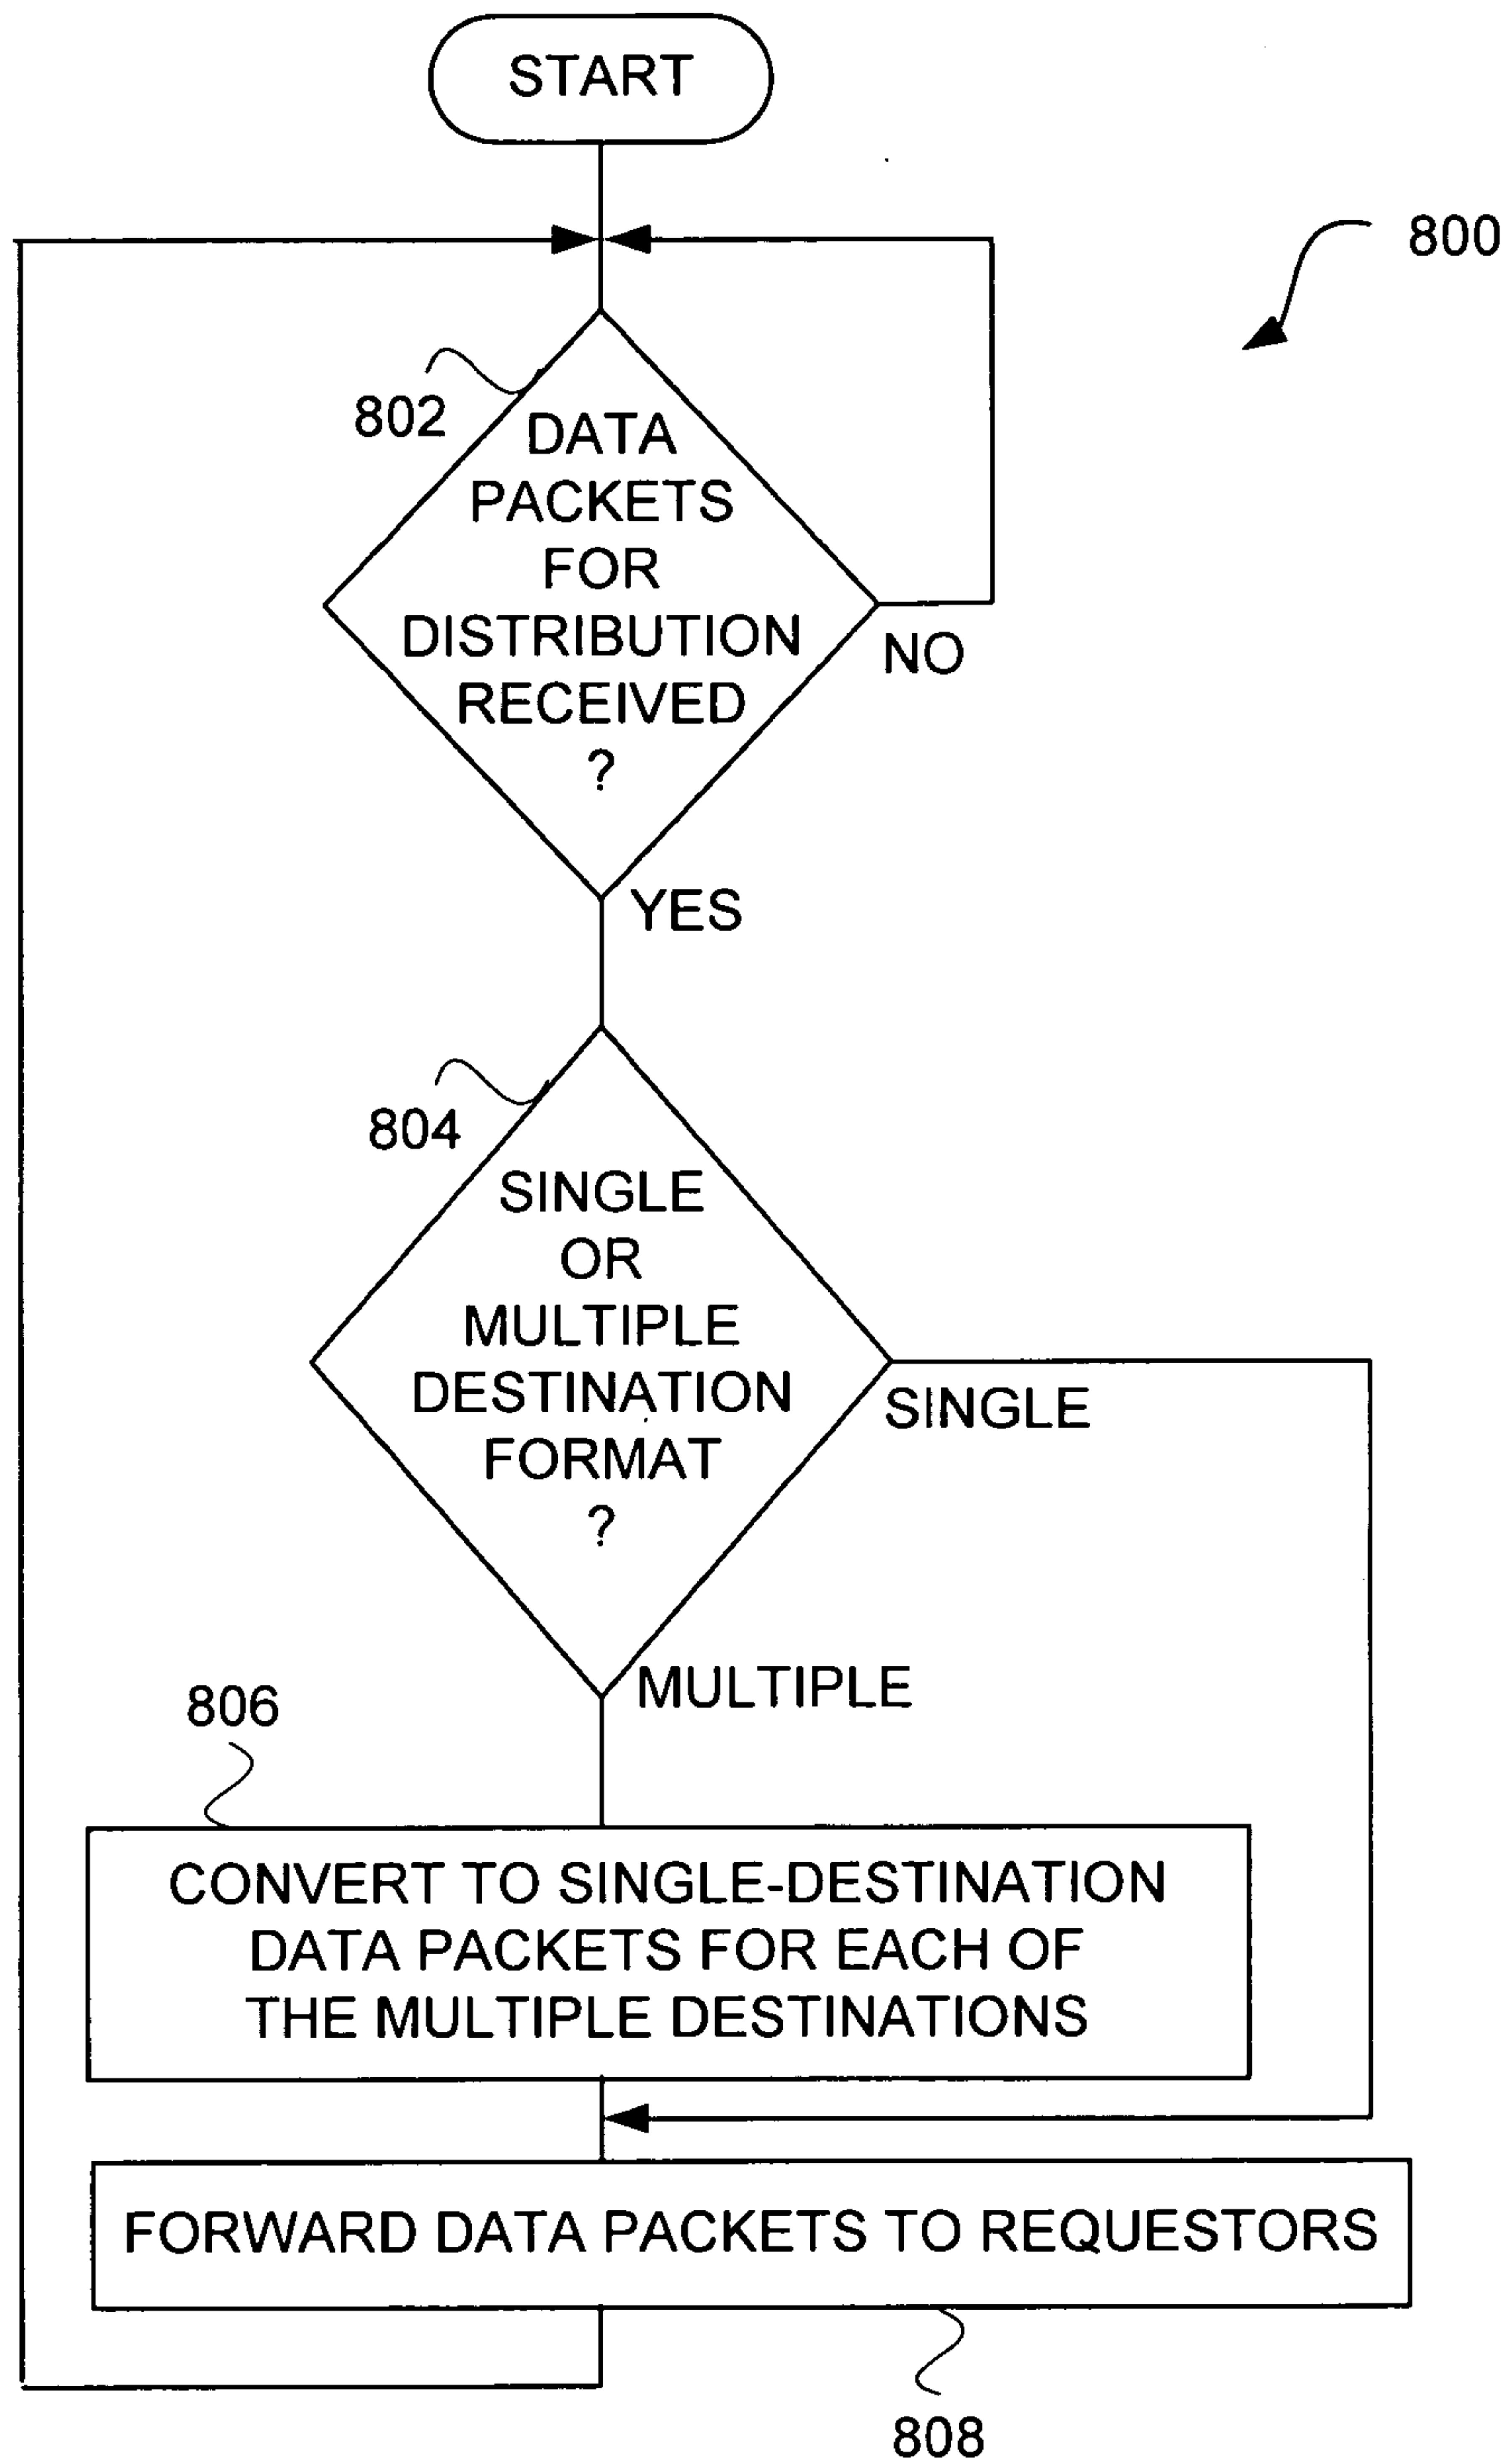 START
800
802
DATA
PACKETS
FOR
DISTRIBUTION
RECEIVED
?
NO
YES
804
SINGLE
OR
MULTIPLE
DESTINATION
FORMAT
?
SINGLE
MULTIPLE
806
CONVERT TO SINGLE-DESTINATION
DATA PACKETS FOR EACH OF
THE MULTIPLE DESTINATIONS
FORWARD DATA PACKETS TO REQUESTORS
808